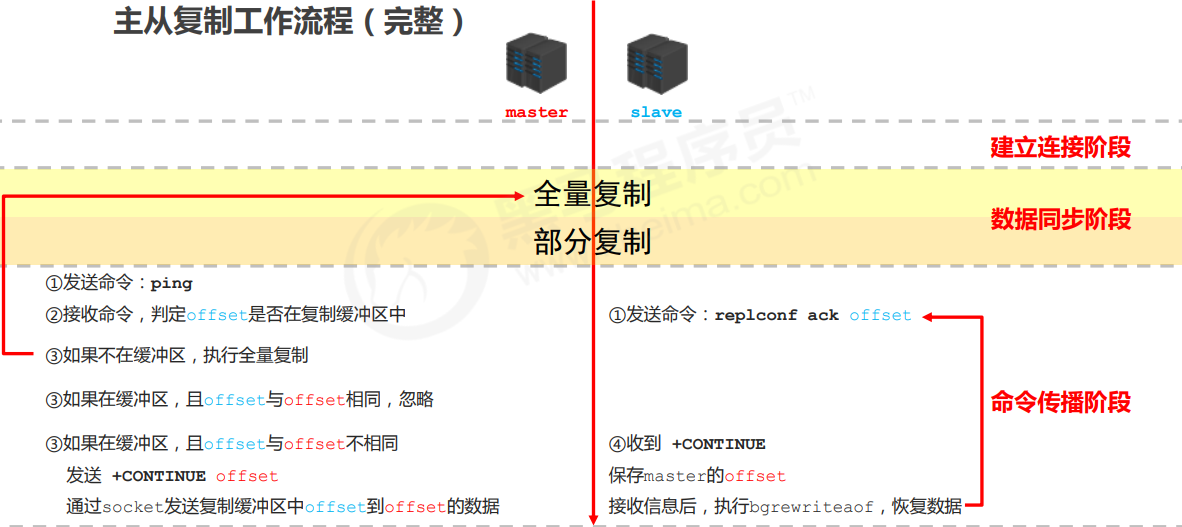 主从复制工作流程（完整）
master
slave
建立连接阶段
全量复制
部分复制
数据同步阶段
①发送命令：ping
②接收命令，判定offset是否在复制缓冲区中
③如果不在缓冲区，执行全量复制
③如果在缓冲区，且offset与offset相同，忽略
③如果在缓冲区，且offset与offset不相同
发送 +CONTINUE offset
通过socket发送复制缓冲区中offset到offset的数据
①发送命令：replconf ack offset
④收到 +CONTINUE
保存master的offset
接收信息后，执行bgrewriteaof，恢复数据
命令传播阶段